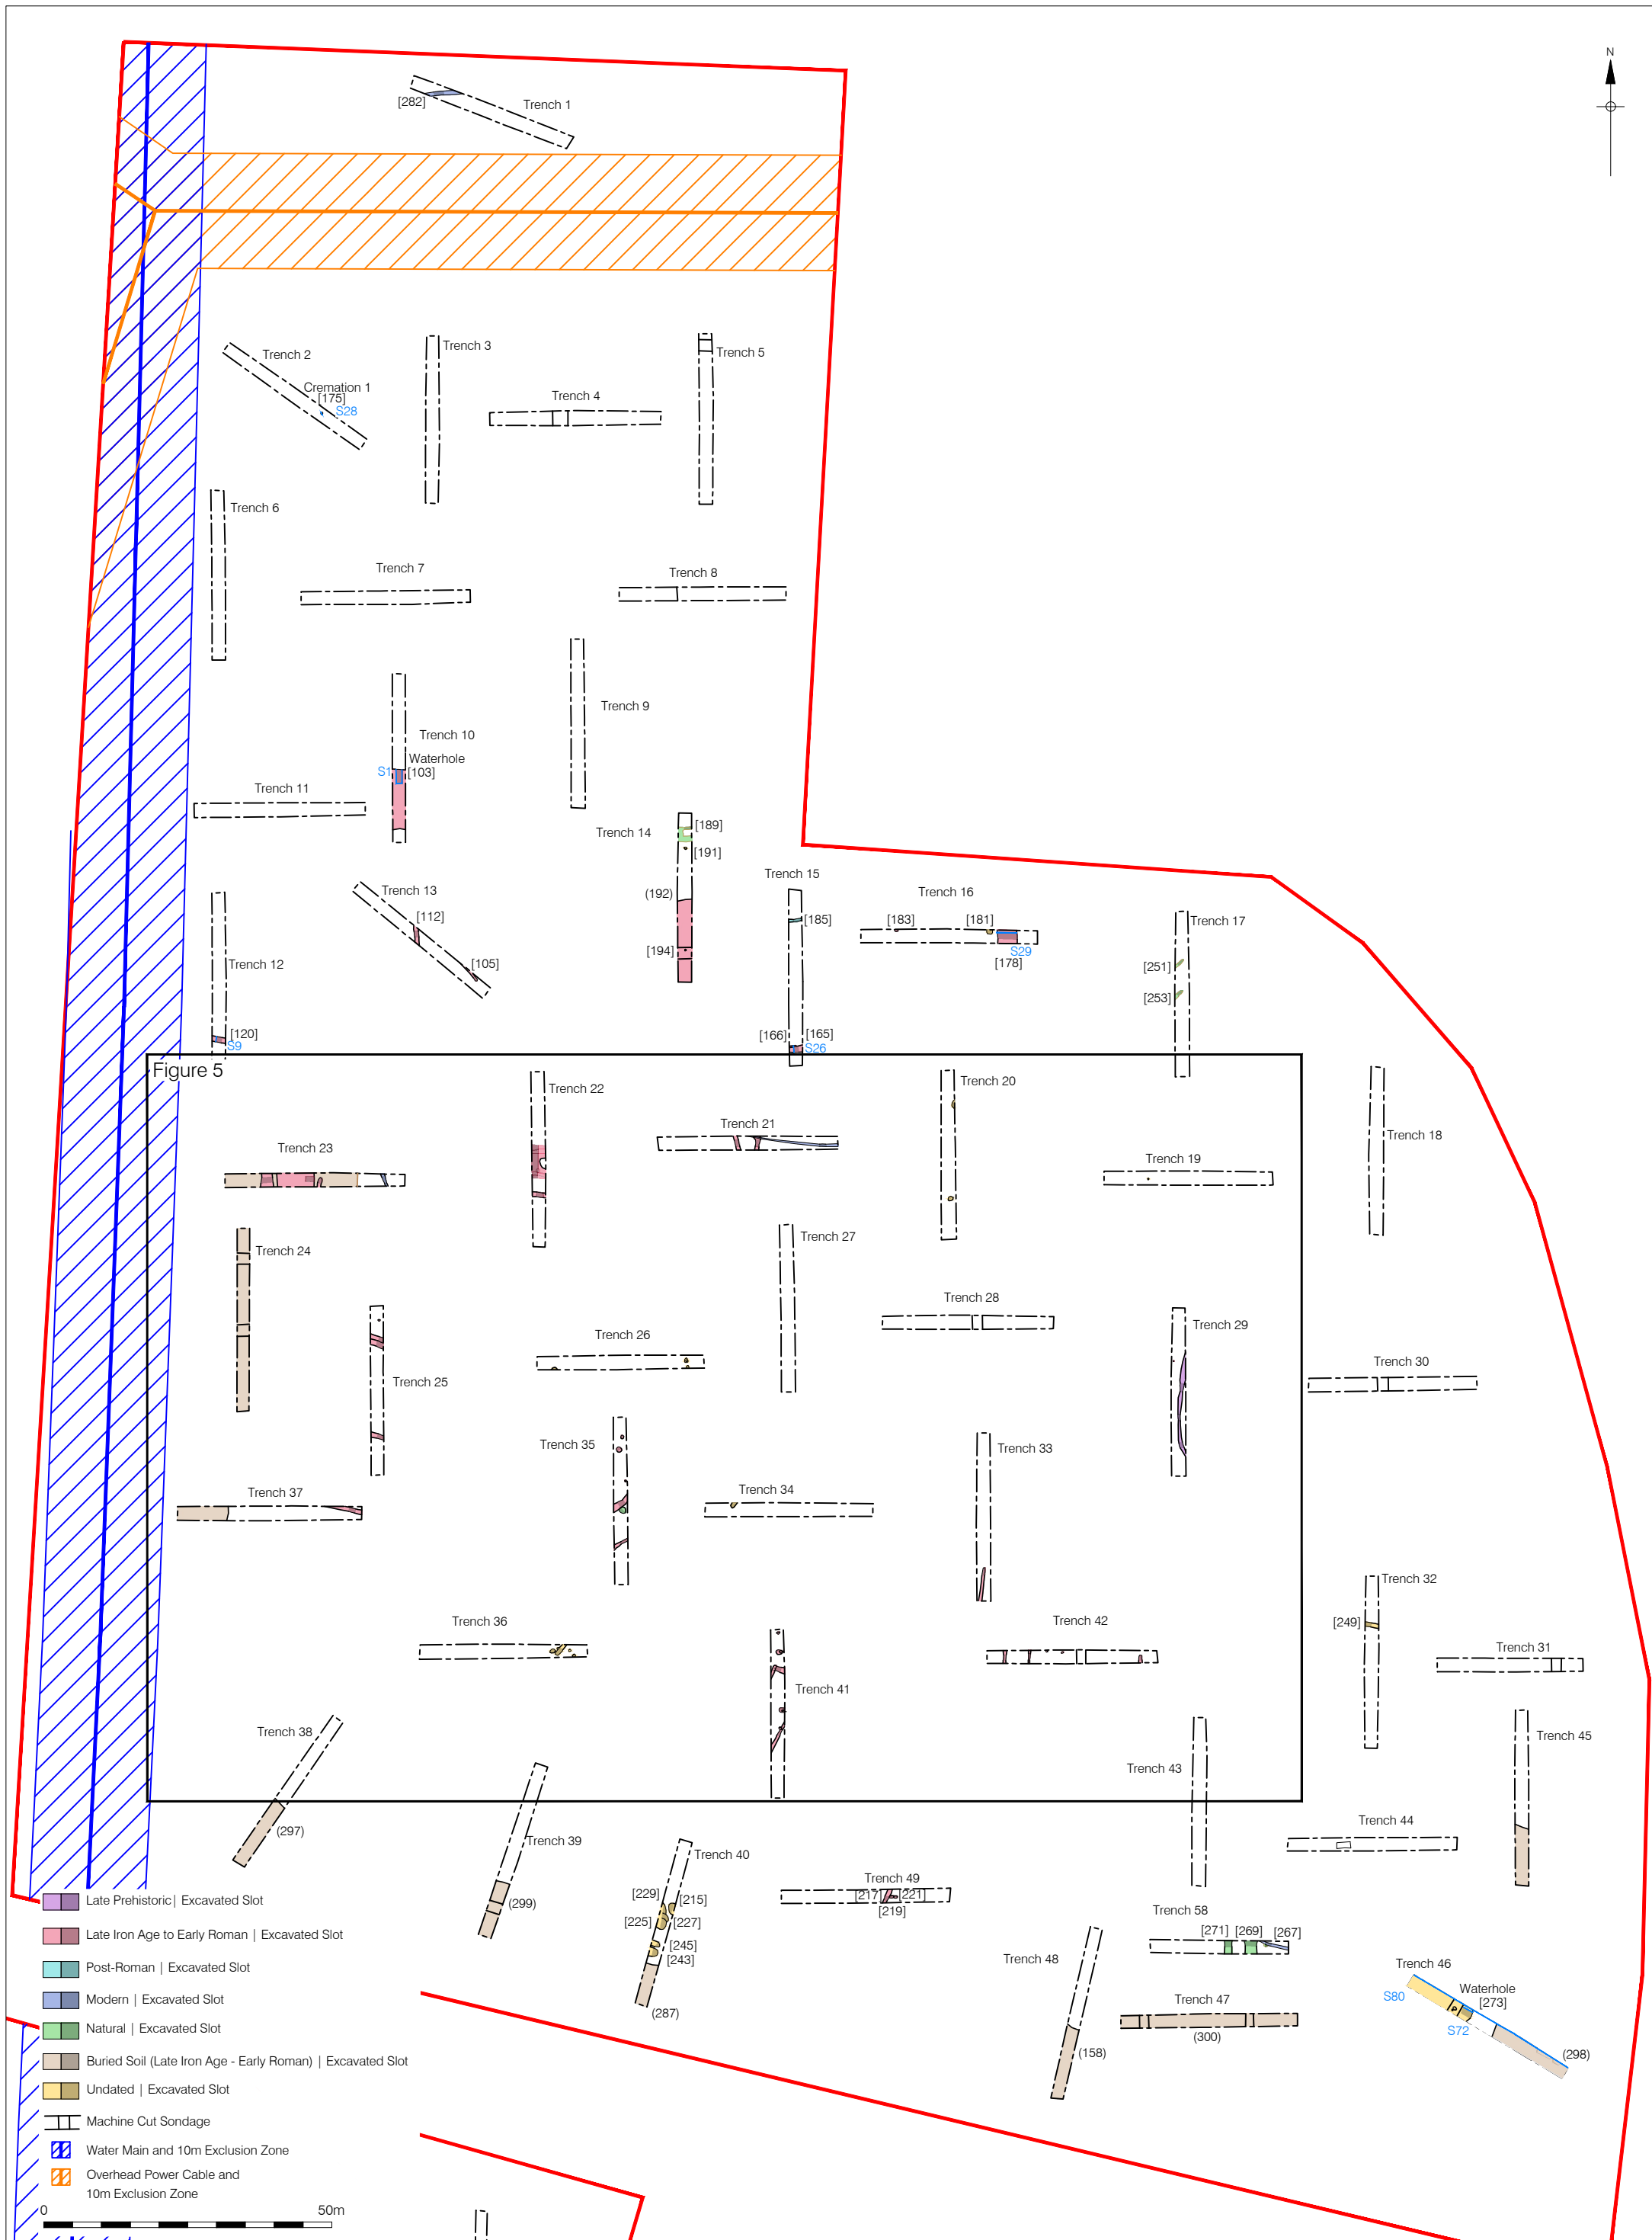 N
[282]
Trench 1
Trench 2
Trench 3
Trench 5
Cremation 1
[175]
S28
Trench 4
Trench 6
Trench 7
Trench 8
Trench 9
Trench 10
Waterhole
S1
[103]
Trench 11
Trench 14
[189]
[191]
(192)
[194]
Trench 13
[112]
[105]
Trench 15
[185]
[166]
[165]
S26
Trench 16
[183]
[181]
S29
[178]
Trench 17
[251]
[253]
Trench 12
[120]
S9
Figure 5
Trench 22
Trench 20
Trench 21
Trench 23
Trench 19
Trench 18
Trench 24
Trench 27
Trench 28
Trench 29
Trench 26
Trench 25
Trench 30
Trench 35
Trench 33
Trench 37
Trench 34
Trench 32
[249]
Trench 36
Trench 42
Trench 31
Trench 41
Trench 38
Trench 45
Trench 43
(297)
Trench 39
Trench 44
Trench 40
[229]
[215]
[225]
[227]
[245]
[243]
(287)
(299)
Trench 49
[217]
[221]
[219]
Trench 58
[271]
[269]
[267]
Trench 48
(158)
Trench 47
(300)
Trench 46
Waterhole
[273]
S80
S72
(298)
Late Prehistoric | Excavated Slot
Late Iron Age to Early Roman | Excavated Slot
Post-Roman | Excavated Slot
Modern | Excavated Slot
Natural | Excavated Slot
Buried Soil (Late Iron Age - Early Roman) | Excavated Slot
Undated | Excavated Slot
Machine Cut Sondage
Water Main and 10m Exclusion Zone
Overhead Power Cable and
10m Exclusion Zone
0
50m